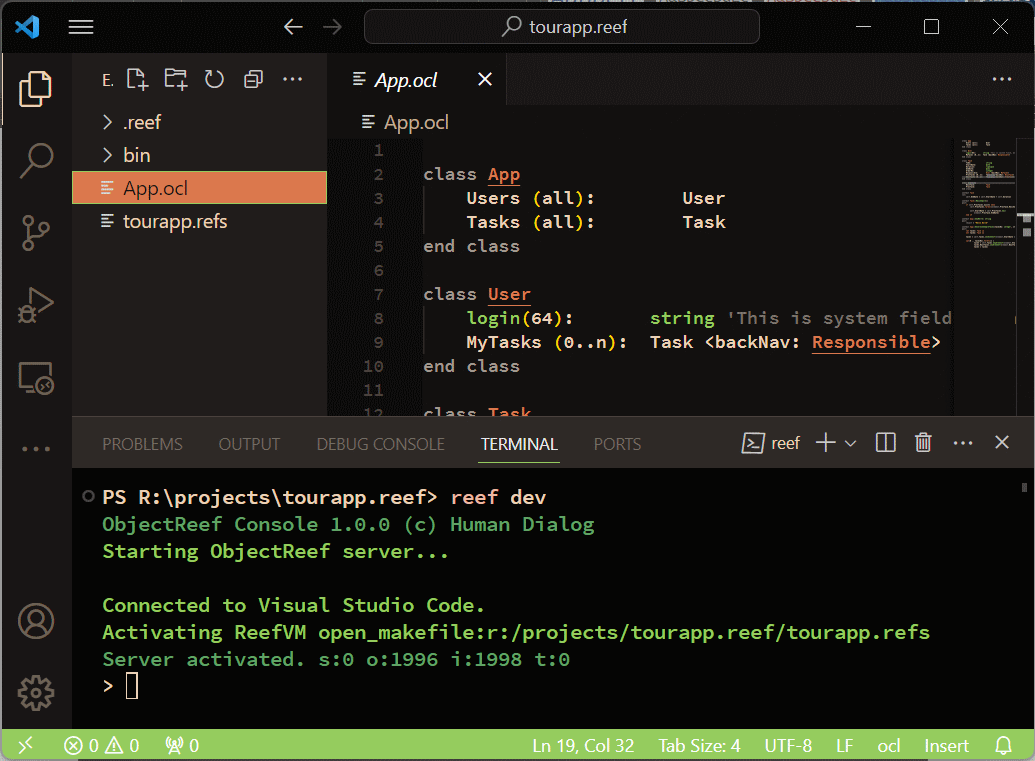 tourapp.reef
E.
.reef
bin
App.ocl
tourapp.refs
App.ocl
App.ocl
1
2 class App
3 Users (all): User
4 Tasks (all): Task
5 end class
6
7 class User
8 login(64): string 'This is system field
9 MyTasks (0..n): Task <backNav: Responsible>
10 end class
11
12 class Task
PROBLEMS OUTPUT DEBUG CONSOLE TERMINAL PORTS reef
PS R:\projects\tourapp.reef> reef dev
ObjectReef Console 1.0.0 (c) Human Dialog
Starting ObjectReef server...
Connected to Visual Studio Code.
Activating ReefVM open_makefile:r:/projects/tourapp.reef/tourapp.refs
Server activated. s:0 o:1996 i:1998 t:0
>
0 0 0 Ln 19, Col 32 Tab Size: 4 UTF-8 LF ocl Insert